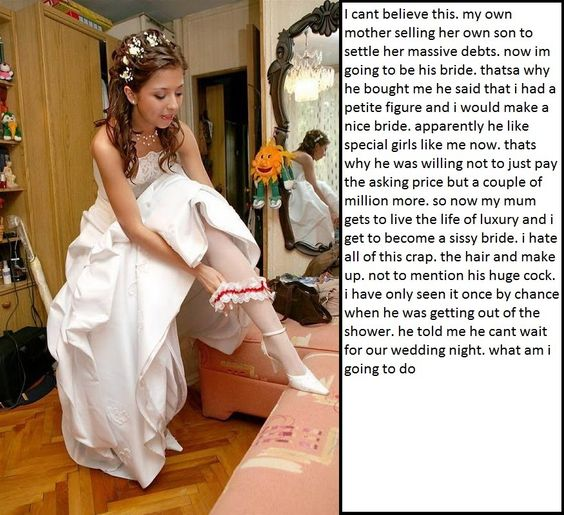 I cant believe this. my own
mother selling her own son to
settle her massive debts. now im
going to be his bride. thatsa why
he bought me he said that i had a
petite figure and i would make a
nice bride. apparently he like
special girls like me now. thats
why he was willing not to just pay
the asking price but a couple of
million more. so now my mum
gets to live the life of luxury and i
get to become a sissy bride. i hate
all of this crap. the hair and make
up. not to mention his huge cock.
i have only seen it once by chance
when he was getting out of the
shower. he told me he cant wait
for our wedding night. what am i
going to do